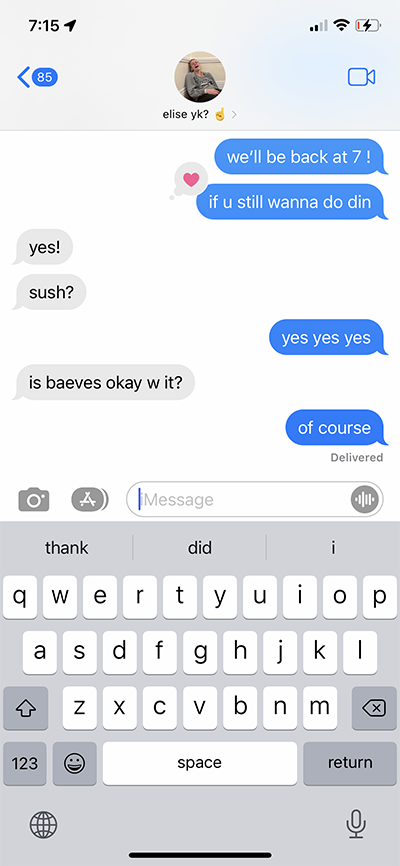 7:15
85
elise yk? ☝️
we’ll be back at 7 !
if u still wanna do din
yes!
sush?
yes yes yes
is baeves okay w it?
of course
Delivered
iMessage
thank did i
q w e r t y u i o p
a s d f g h j k l
z x c v b n m
123 space return